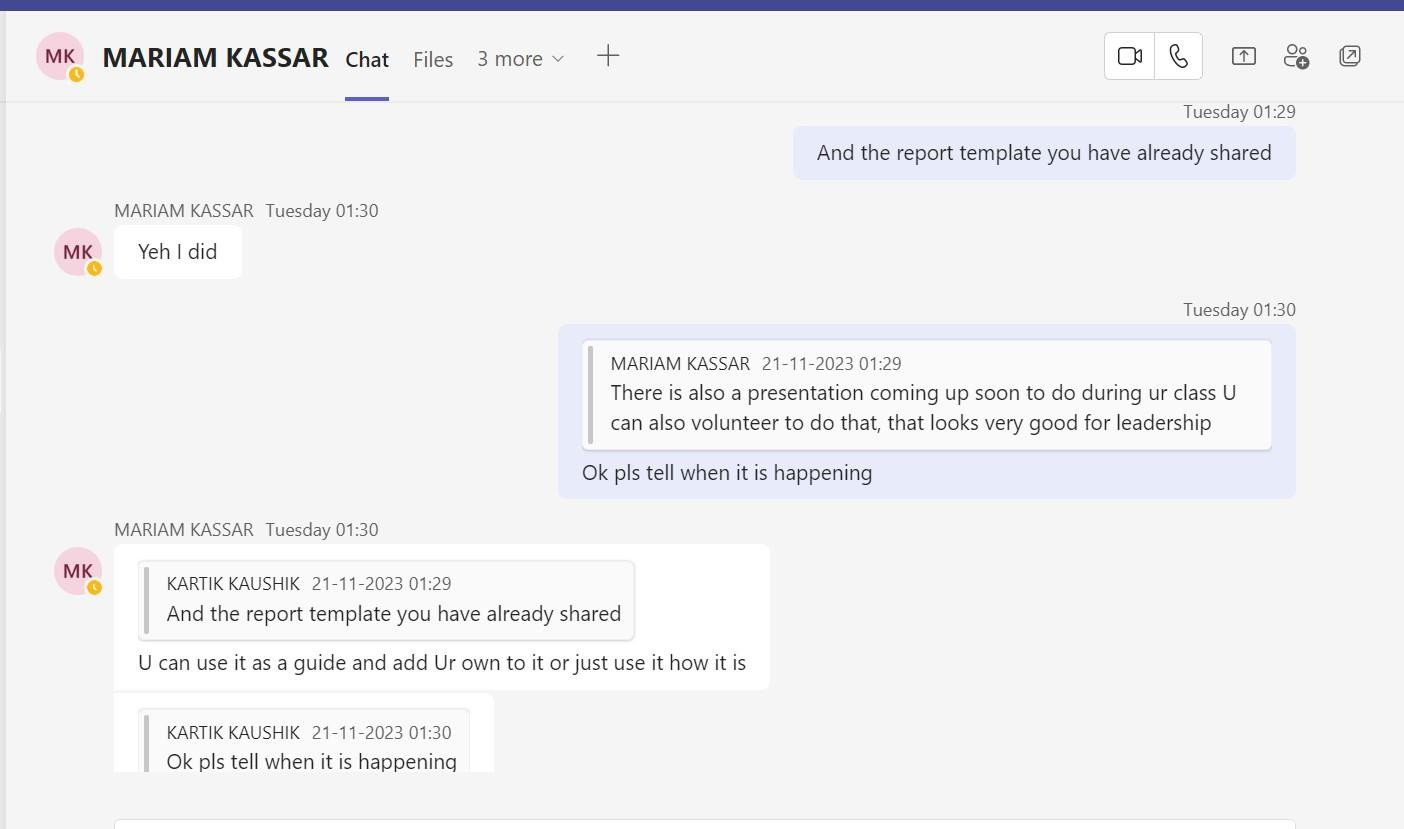 MK MARIAM KASSAR Chat Files 3 more
Tuesday 01:29
And the report template you have already shared
MARIAM KASSAR Tuesday 01:30
MK Yeh I did
Tuesday 01:30
MARIAM KASSAR 21-11-2023 01:29
There is also a presentation coming up soon to do during ur class U
can also volunteer to do that, that looks very good for leadership
Ok pls tell when it is happening
MARIAM KASSAR Tuesday 01:30
MK
KARTIK KAUSHIK 21-11-2023 01:29
And the report template you have already shared
U can use it as a guide and add Ur own to it or just use it how it is
KARTIK KAUSHIK 21-11-2023 01:30
Ok pls tell when it is happening